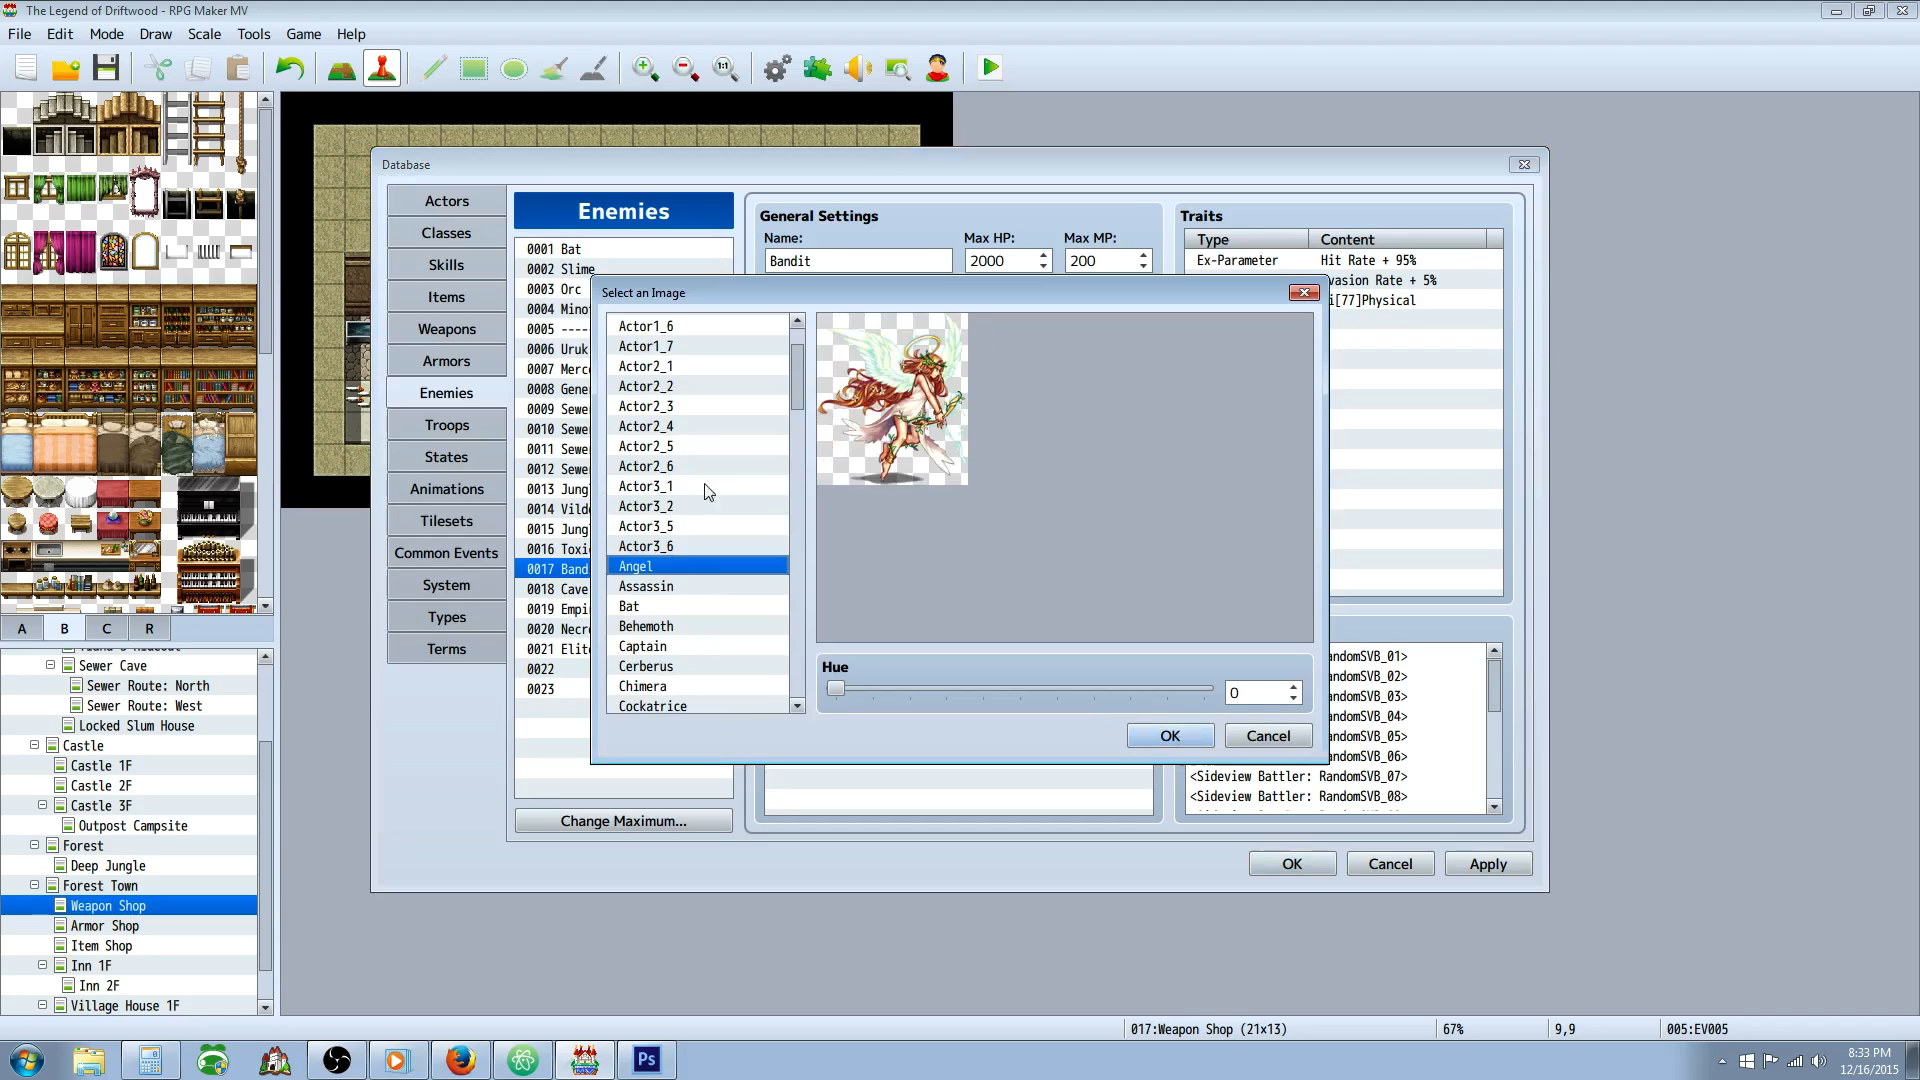 The Legend of Driftwood - RPG Maker MV
File Edit Mode Draw Scale Tools Game Help
Database
Actors
Classes
Skills
Items
Weapons
Armors
Enemies
Troops
States
Animations
Tilesets
Common Events
System
Types
Terms
Enemies
0001 Bat
0002 Slime
0003 Orc
0004 Mino
0005 ----
0006 Uruk
0007 Merc
0008 Gene
0009 Sewe
0010 Sewe
0011 Sewe
0012 Sewe
0013 Jung
0014 Vild
0015 Jung
0016 Toxi
0017 Band
0018 Cave
0019 Empi
0020 Necr
0021 Elit
0022
0023
Change Maximum...
General Settings
Name: Max HP: Max MP:
Bandit 2000 200
Traits
Type Content
Ex-Parameter Hit Rate + 95%
vasion Rate + 5%
i[77]Physical
Select an Image
Actor1_6
Actor1_7
Actor2_1
Actor2_2
Actor2_3
Actor2_4
Actor2_5
Actor2_6
Actor3_1
Actor3_2
Actor3_5
Actor3_6
Angel
Assassin
Bat
Behemoth
Captain
Cerberus
Chimera
Cockatrice
Hue
0
OK Cancel
andomSVB_01>
andomSVB_02>
andomSVB_03>
andomSVB_04>
andomSVB_05>
andomSVB_06>
<Sideview Battler: RandomSVB_07>
<Sideview Battler: RandomSVB_08>
OK Cancel Apply
A B C R
Sewer Cave
Sewer Route: North
Sewer Route: West
Locked Slum House
Castle
Castle 1F
Castle 2F
Castle 3F
Outpost Campsite
Forest
Deep Jungle
Forest Town
Weapon Shop
Armor Shop
Item Shop
Inn 1F
Inn 2F
Village House 1F
017:Weapon Shop (21x13) 67% 9,9 005:EV005
Ps
8:33 PM
12/16/2015